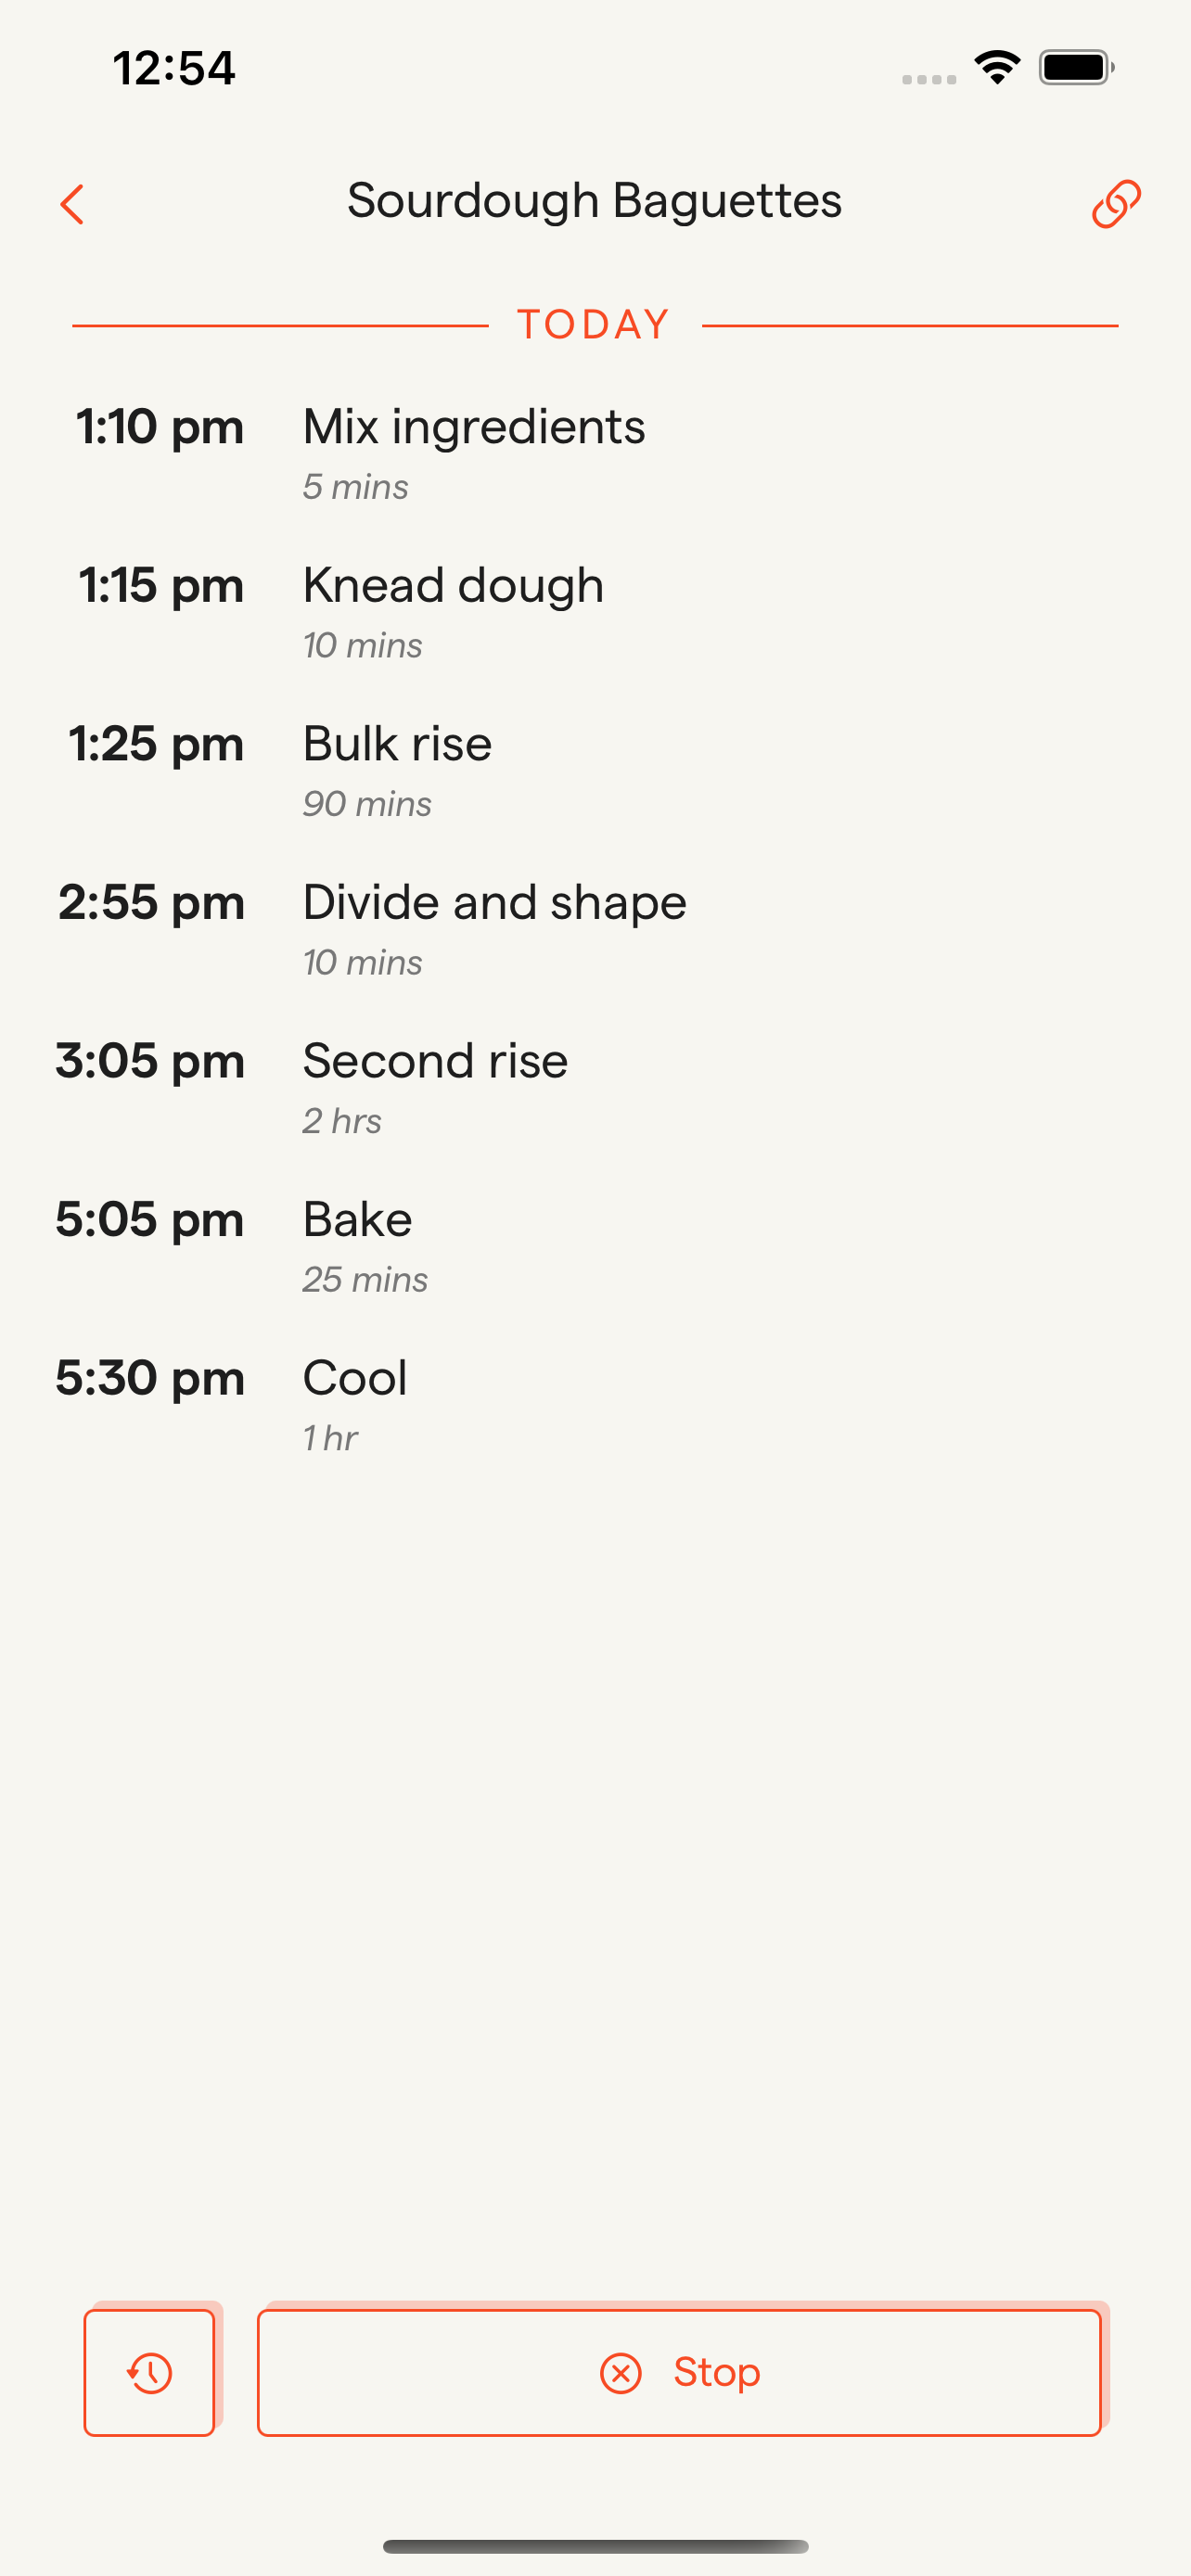 12:54
Sourdough Baguettes
TODAY
1:10 pm Mix ingredients
5 mins
1:15 pm Knead dough
10 mins
1:25 pm Bulk rise
90 mins
2:55 pm Divide and shape
10 mins
3:05 pm Second rise
2 hrs
5:05 pm Bake
25 mins
5:30 pm Cool
1 hr
Stop